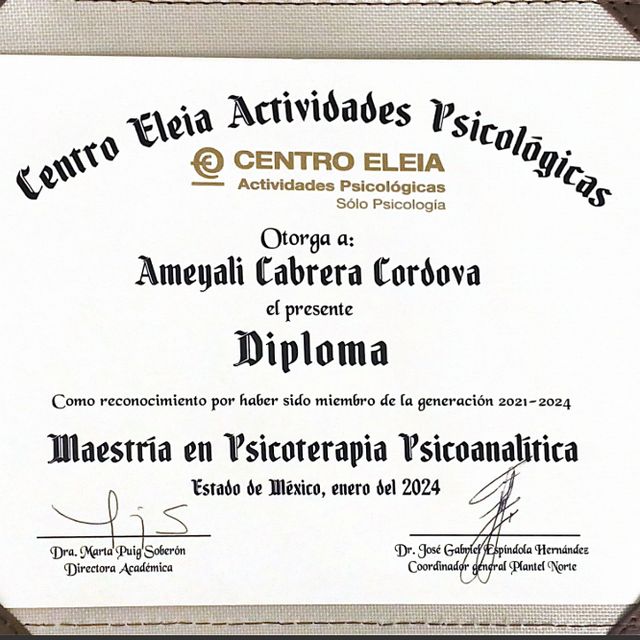 Centro Eleia Actividades Psicológicas
CENTRO ELEIA
Actividades Psicológicas
Sólo Psicología
Otorga a:
Ameyali Cabrera Cordova
el presente
Diploma
Como reconocimiento por haber sido miembro de la generación 2021-2024
Maestría en Psicoterapia Psicoanalítica
Estado de México, enero del 2024
Dra. Marta Puig Soberón
Directora Académica
Dr. José Gabriel Espíndola Hernández
Coordinador general Plantel Norte